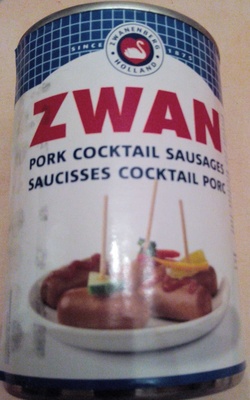 SINCE 1875
ZWANENBERG
HOLLAND
ZWAN
PORK COCKTAIL SAUSAGES
SAUCISSES COCKTAIL PORC